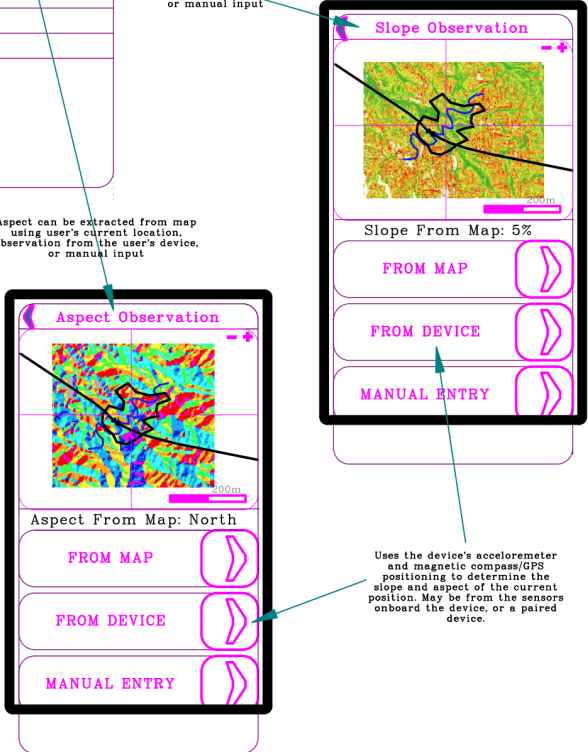 or manual input
Slope Observation
200m
Slope From Map: 5%
FROM MAP
FROM DEVICE
MANUAL ENTRY
Aspect can be extracted from map
using user's current location,
observation from the user's device,
or manual input
Aspect Observation
200m
Aspect From Map: North
FROM MAP
FROM DEVICE
MANUAL ENTRY
Uses the device's acceloremeter
and magnetic compass/GPS
positioning to determine the
slope and aspect of the current
position. May be from the sensors
onboard the device, or a paired
device.